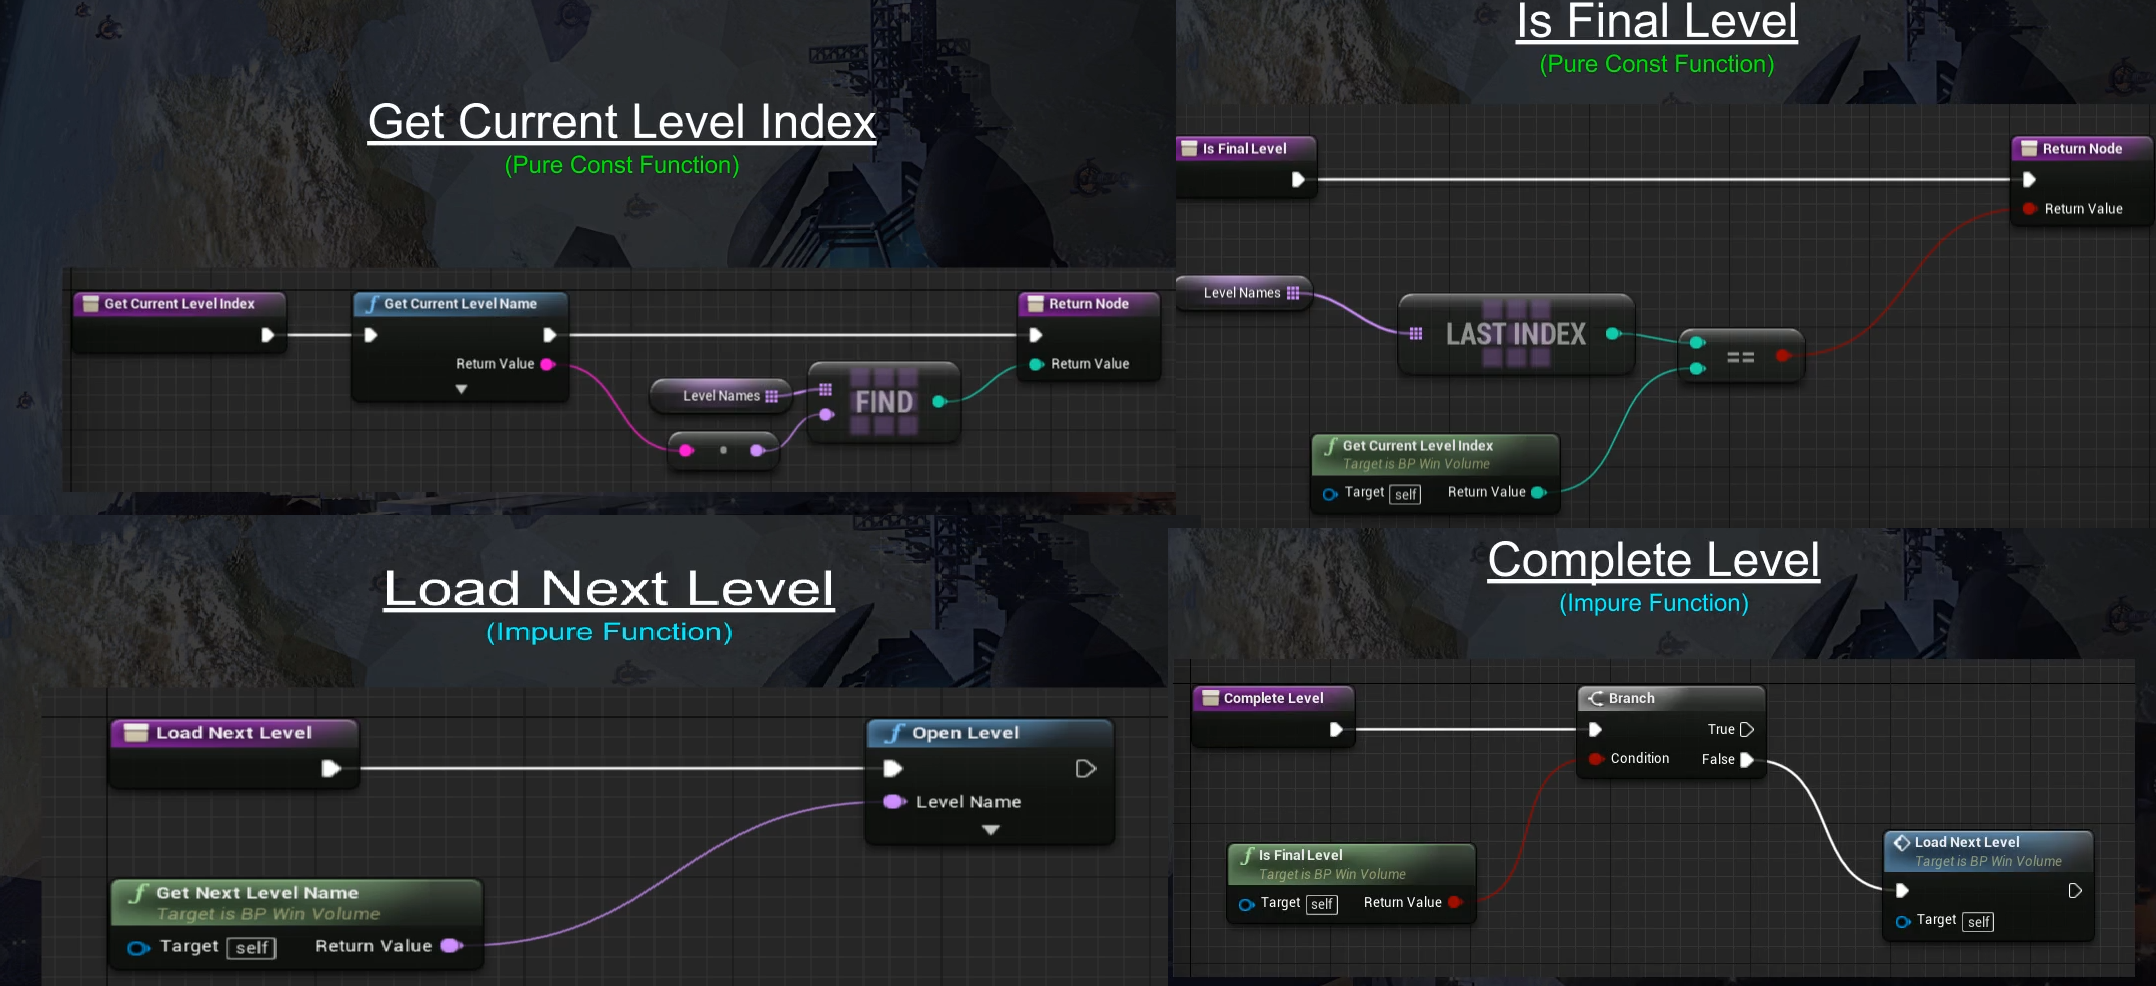 Get Current Level Index
(Pure Const Function)
Get Current Level Index
Get Current Level Name
Return Node
Return Value
Return Value
Level Names
FIND
Is Final Level
(Pure Const Function)
Is Final Level
Return Node
Return Value
Level Names
LAST INDEX
==
Get Current Level Index
Target is BP Win Volume
Target self Return Value
Load Next Level
(Impure Function)
Load Next Level
Open Level
Level Name
Get Next Level Name
Target is BP Win Volume
Target self Return Value
Complete Level
(Impure Function)
Complete Level
Branch
True
Condition False
Is Final Level
Target is BP Win Volume
Target self Return Value
Load Next Level
Target is BP Win Volume
Target self